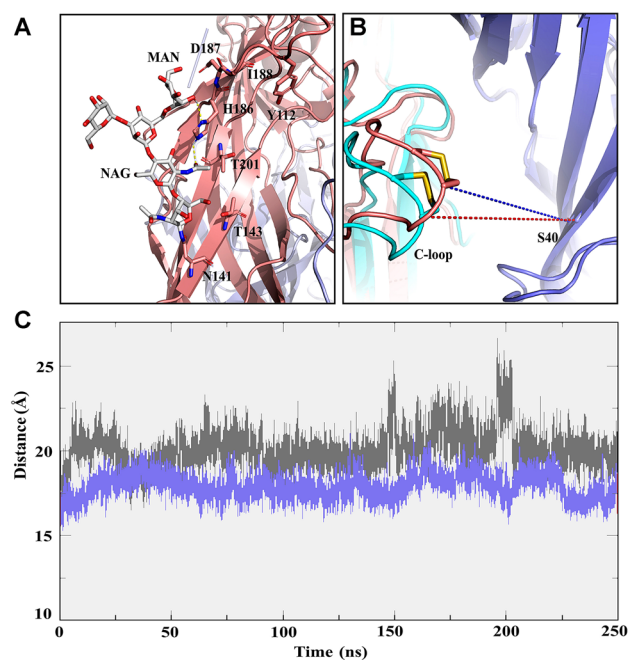 A
MAN
D187
I188
H186
Y112
NAG
T201
T143
N141
B
S40
C-loop
C
Distance (Å)
25
20
15
10
0
50
100
150
200
250
Time (ns)